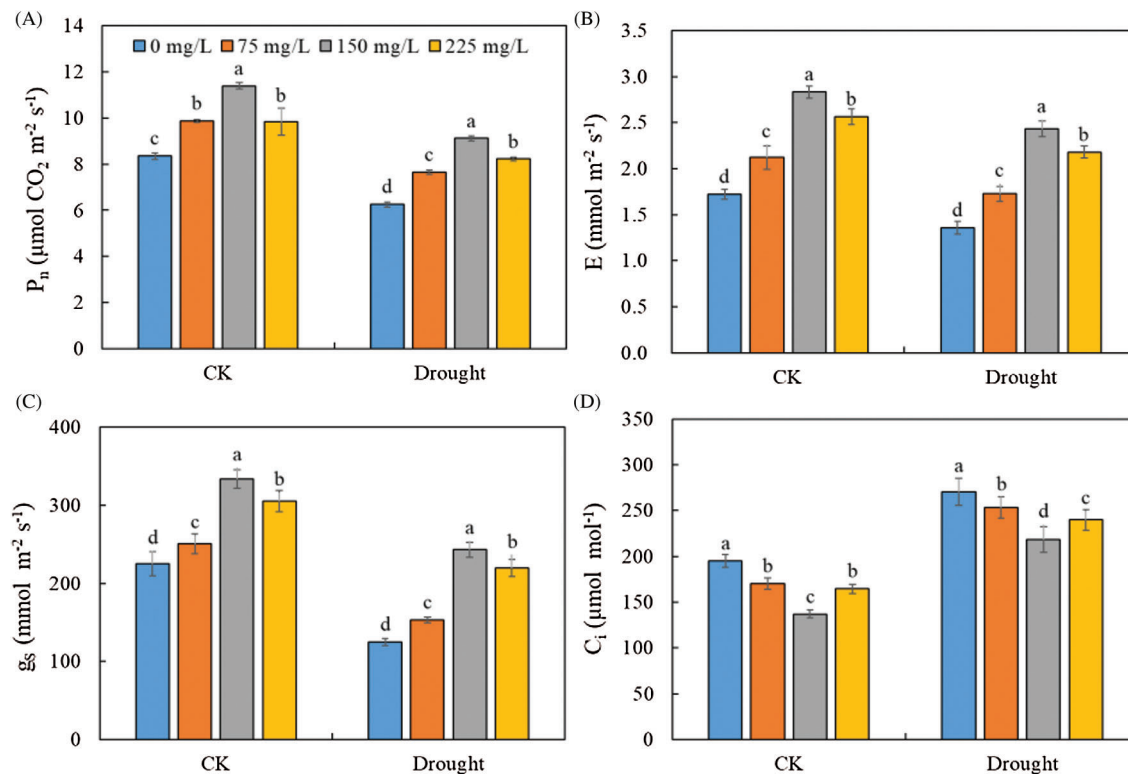 (A)
14
12
10
8
6
4
2
0
Pn (µmol CO2 m-2 s-1)
0 mg/L 75 mg/L 150 mg/L 225 mg/L
c b a b
d c a b
CK Drought
(B)
3.5
3.0
2.5
2.0
1.5
1.0
0.5
0.0
E (mmol m-2 s-1)
d c a b
d c a b
CK Drought
(C)
400
300
200
100
0
gs (mmol m-2 s-1)
d c a b
d c a b
CK Drought
(D)
350
300
250
200
150
100
50
0
Ci (µmol mol-1)
a b c b
a b d c
CK Drought